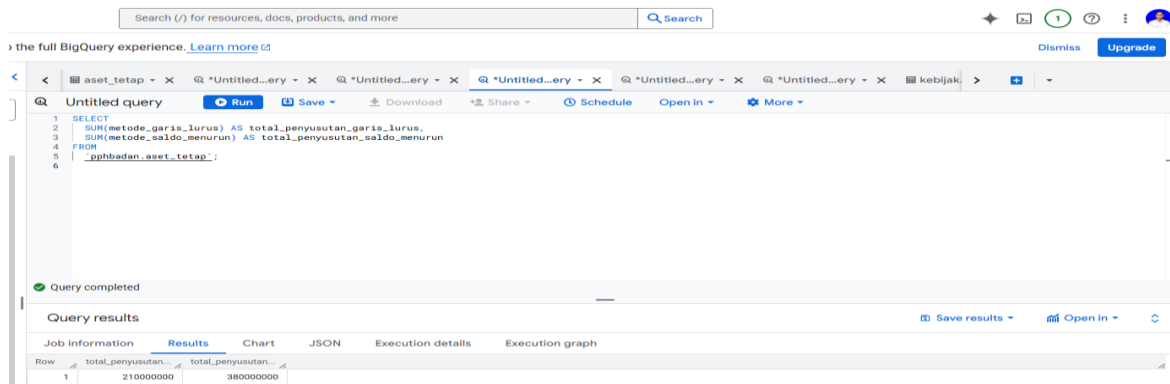 Search (/) for resources, docs, products, and more Search 1
the full BigQuery experience. Learn more Dismiss Upgrade
aset_tetap *Untitled...ery *Untitled...ery *Untitled...ery *Untitled...ery *Untitled...ery kebijak
Untitled query Run Save Download Share Schedule Open in More
1 SELECT
2 SUM(metode_garis_lurus) AS total_penyusutan_garis_lurus,
3 SUM(metode_saldo_menurun) AS total_penyusutan_saldo_menurun
4 FROM
5 `pphbadan.aset_tetap`;
6
Query completed
Query results Save results Open in
Job information Results Chart JSON Execution details Execution graph
Row total_penyusutan... total_penyusutan...
1 210000000 380000000